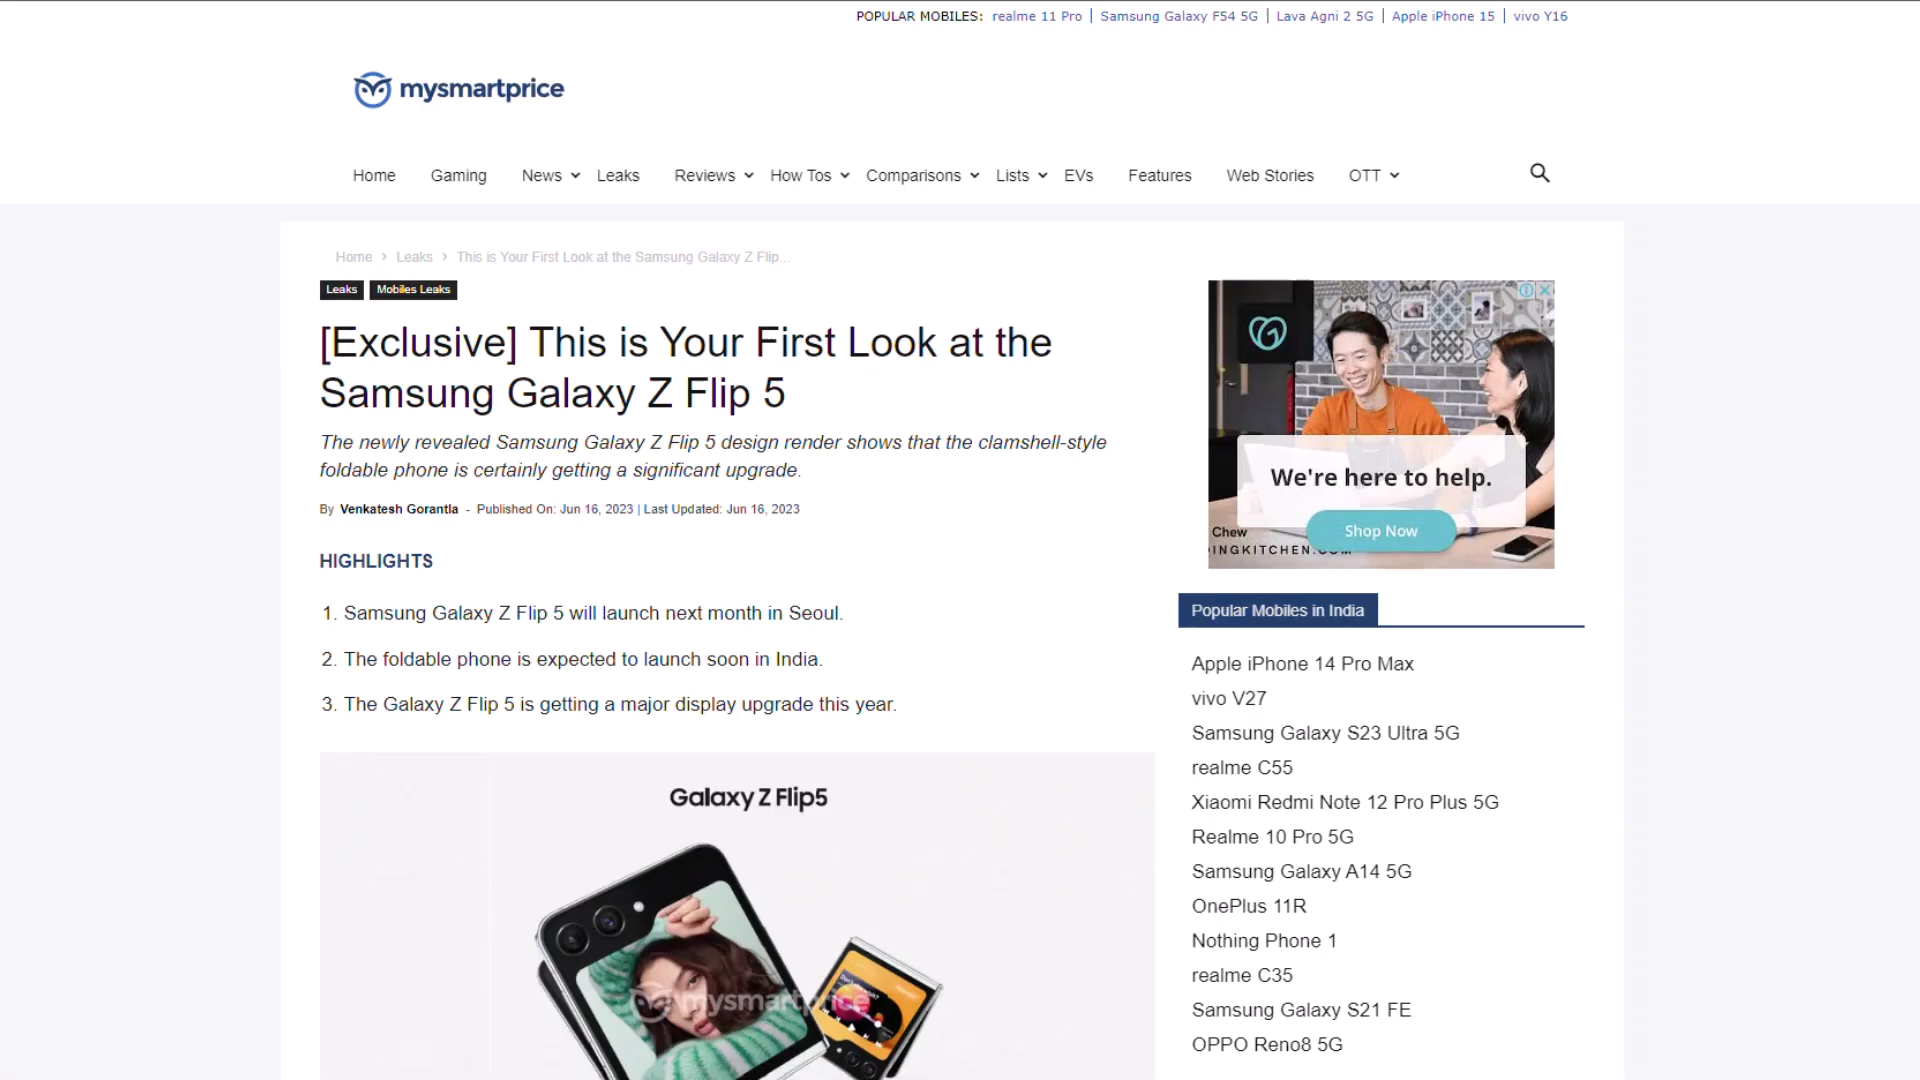 POPULAR MOBILES: realme 11 Pro | Samsung Galaxy F54 5G | Lava Agni 2 5G | Apple iPhone 15 | vivo Y16
mysmartprice
Home Gaming News Leaks Reviews How Tos Comparisons Lists EVs Features Web Stories OTT
Home › Leaks › This is Your First Look at the Samsung Galaxy Z Flip...
Leaks Mobiles Leaks
[Exclusive] This is Your First Look at the
Samsung Galaxy Z Flip 5
The newly revealed Samsung Galaxy Z Flip 5 design render shows that the clamshell-style
foldable phone is certainly getting a significant upgrade.
By Venkatesh Gorantla - Published On: Jun 16, 2023 | Last Updated: Jun 16, 2023
HIGHLIGHTS
1. Samsung Galaxy Z Flip 5 will launch next month in Seoul.
2. The foldable phone is expected to launch soon in India.
3. The Galaxy Z Flip 5 is getting a major display upgrade this year.
Galaxy Z Flip5
mysmartprice
We're here to help.
Shop Now
Chew
INGKITCHEN.COM
Popular Mobiles in India
Apple iPhone 14 Pro Max
vivo V27
Samsung Galaxy S23 Ultra 5G
realme C55
Xiaomi Redmi Note 12 Pro Plus 5G
Realme 10 Pro 5G
Samsung Galaxy A14 5G
OnePlus 11R
Nothing Phone 1
realme C35
Samsung Galaxy S21 FE
OPPO Reno8 5G